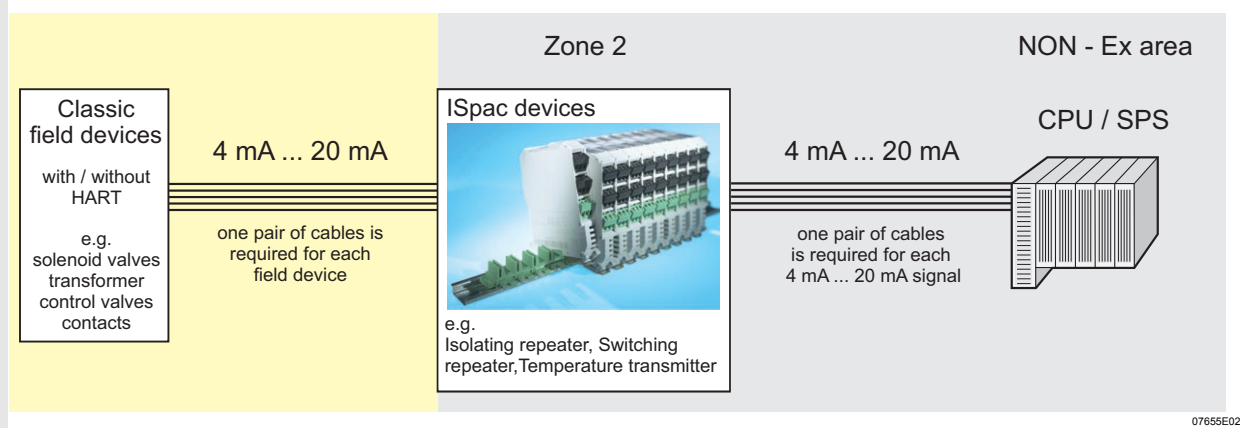 Zone 2
NON - Ex area
Classic
field devices
with / without
HART
e.g.
solenoid valves
transformer
control valves
contacts
4 mA ... 20 mA
one pair of cables is
required for each
field device
ISpac devices
e.g.
Isolating repeater, Switching
repeater,Temperature transmitter
4 mA ... 20 mA
one pair of cables
is required for each
4 mA ... 20 mA signal
CPU / SPS
07655E02